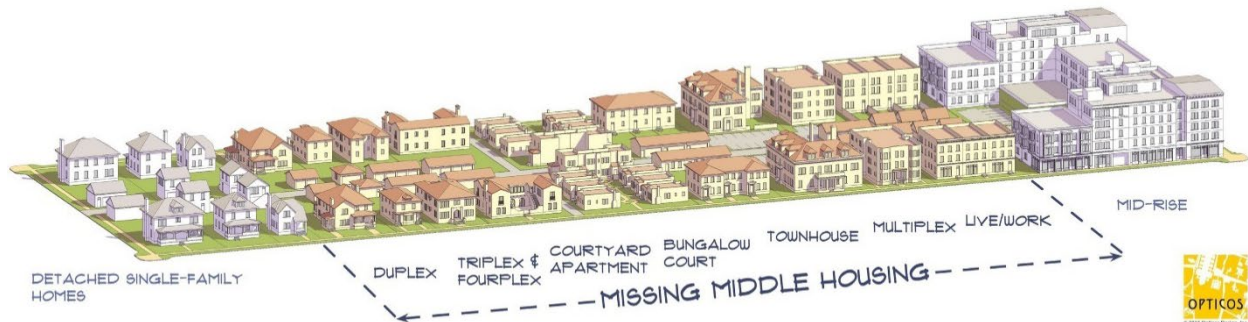 DETACHED SINGLE-FAMILY
HOMES
DUPLEX
TRIPLEX &
FOURPLEX
COURTYARD
APARTMENT
BUNGALOW
COURT
TOWNHOUSE
MULTIPLEX
LIVE/WORK
MID-RISE
MISSING MIDDLE HOUSING
OPTICOS